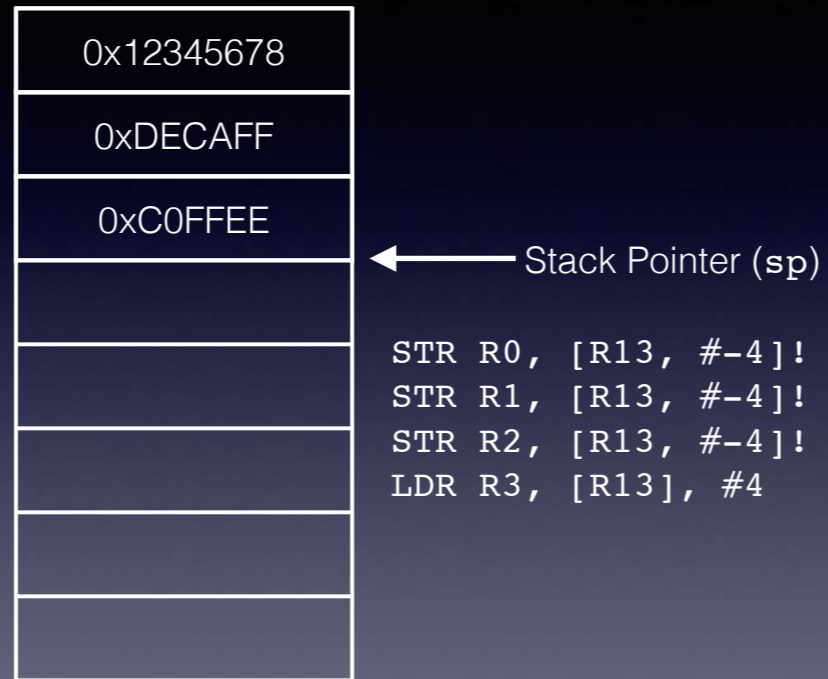 0x12345678
0xDECAFF
0xC0FFEE
Stack Pointer (sp)
STR R0, [R13, #-4]!
STR R1, [R13, #-4]!
STR R2, [R13, #-4]!
LDR R3, [R13], #4